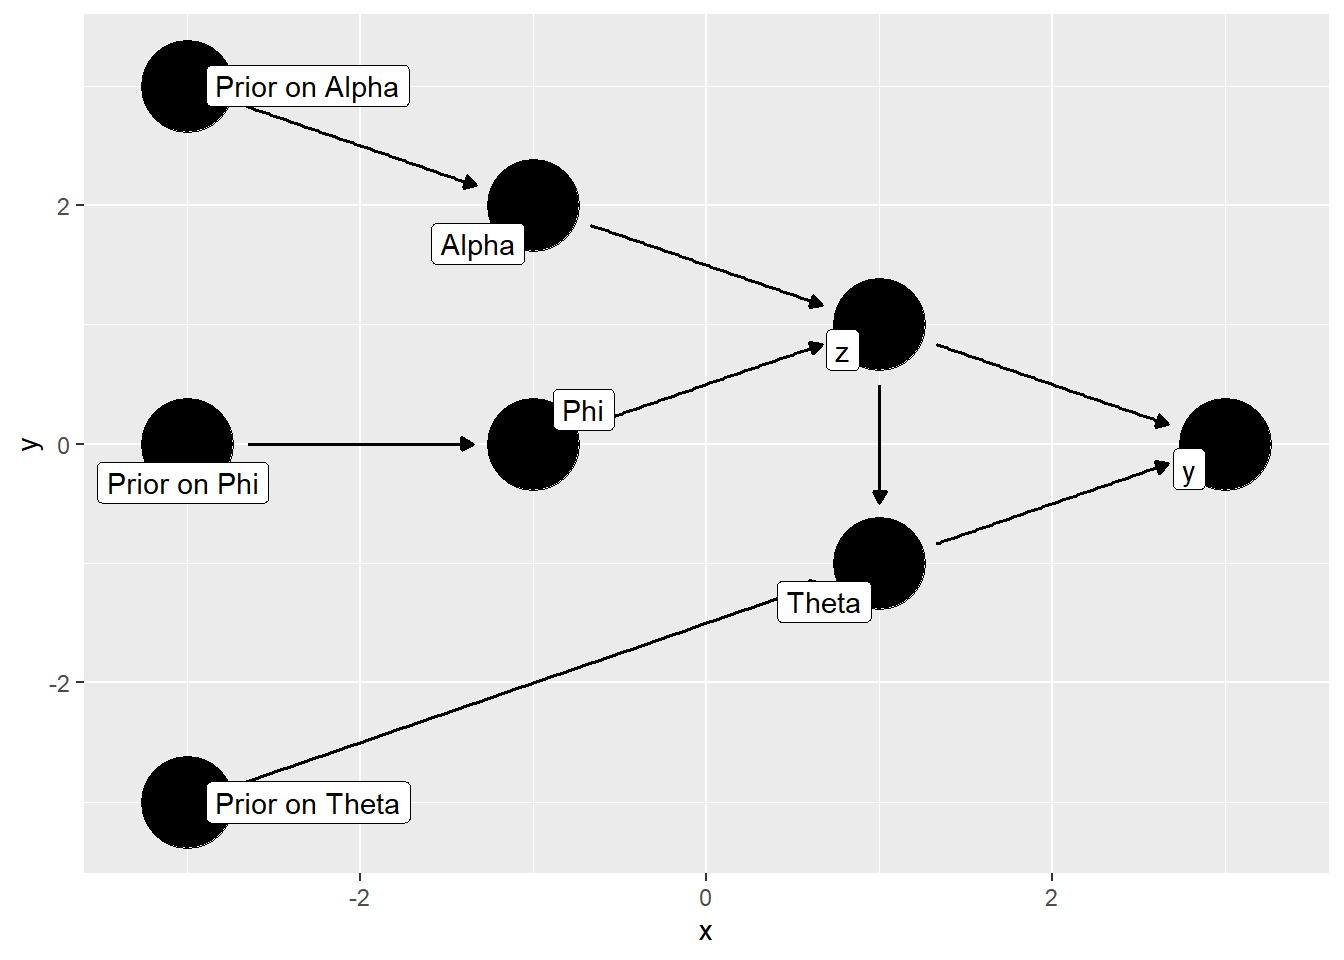 Prior on Alpha
2
Alpha
z
Phi
y
0
Prior on Phi
y
Theta
-2
Prior on Theta
-2
0
2
x